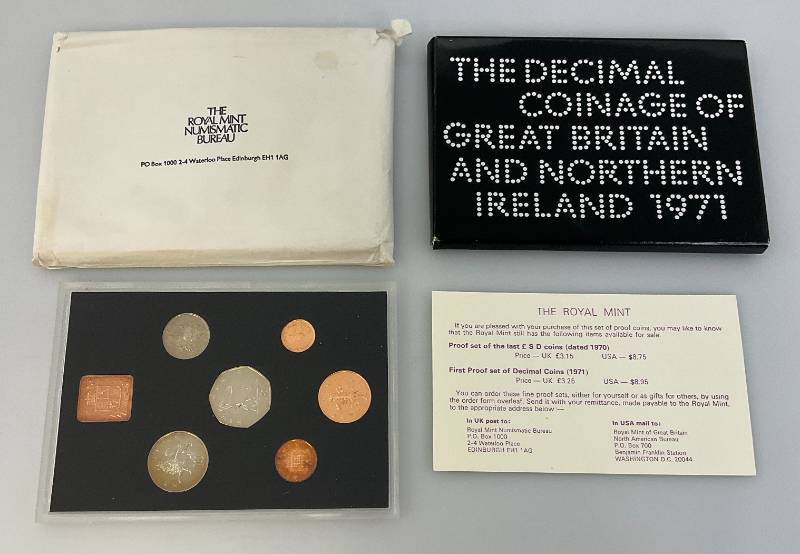 THE
ROYAL MINT
NUMISMATIC
BUREAU
PO Box 1000 2-4 Waterloo Place Edinburgh EH1 1AG
THE DECIMAL
COINAGE OF
GREAT BRITAIN
AND NORTHERN
IRELAND 1971
THE ROYAL MINT
If you are pleased with your purchase of this set of proof coins, you may like to know
that the Royal Mint still has the following items available for sale.
Proof set of the last £ S D coins (dated 1970)
Price — UK £3.15 USA — $8.75
First Proof set of Decimal Coins (1971)
Price — UK £3.25 USA — $8.95
You can order these fine proof sets, either for yourself or as gifts for others, by using
the order form overleaf. Send it with your remittance, made payable to the Royal Mint,
to the appropriate address below :—
In UK post to:
Royal Mint Numismatic Bureau
P.O. Box 1000
2-4 Waterloo Place
EDINBURGH EH1 1AG
In USA mail to:
Royal Mint of Great Britain
North American Bureau
P.O. Box 700
Benjamin Franklin Station
WASHINGTON D.C. 20044